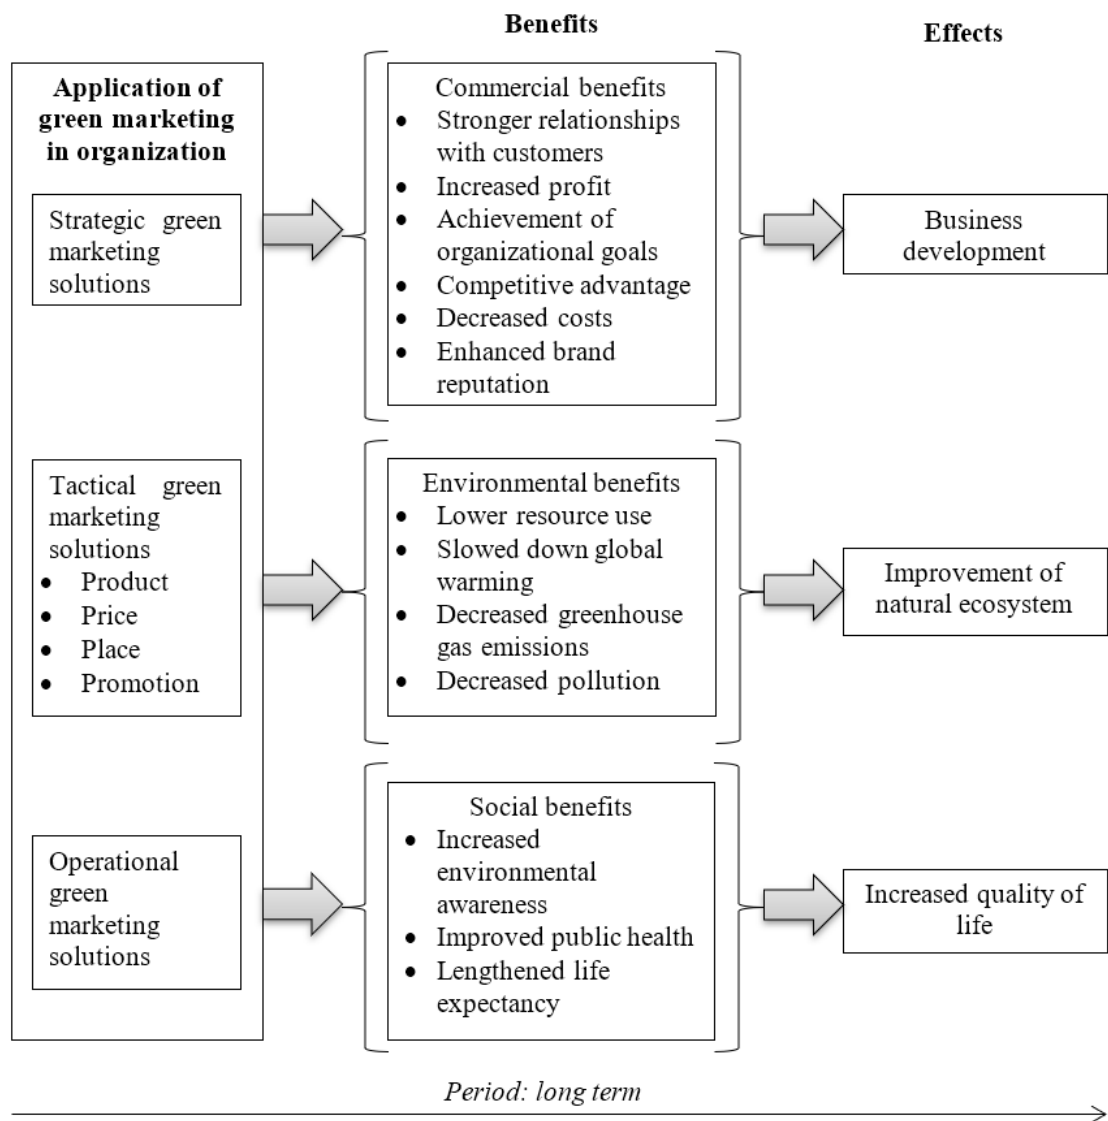 Benefits
Effects
Application of
green marketing
in organization
Strategic green
marketing
solutions
Tactical green
marketing
solutions
• Product
• Price
• Place
• Promotion
Operational
green
marketing
solutions
Commercial benefits
• Stronger relationships
with customers
• Increased profit
• Achievement of
organizational goals
• Competitive advantage
• Decreased costs
• Enhanced brand
reputation
Environmental benefits
• Lower resource use
• Slowed down global
warming
• Decreased greenhouse
gas emissions
• Decreased pollution
Social benefits
• Increased
environmental
awareness
• Improved public health
• Lengthened life
expectancy
Business
development
Improvement of
natural ecosystem
Increased quality of
life
Period: long term